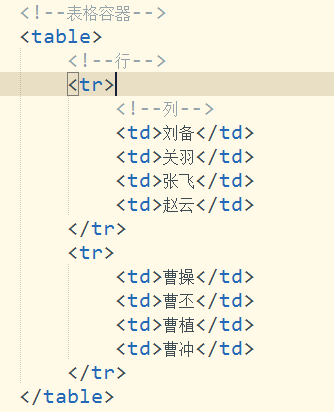 <!--表格容器-->
<table>
<!--行-->
<tr>
<!--列-->
<td>刘备</td>
<td>关羽</td>
<td>张飞</td>
<td>赵云</td>
</tr>
<tr>
<td>曹操</td>
<td>曹丕</td>
<td>曹植</td>
<td>曹冲</td>
</tr>
</table>